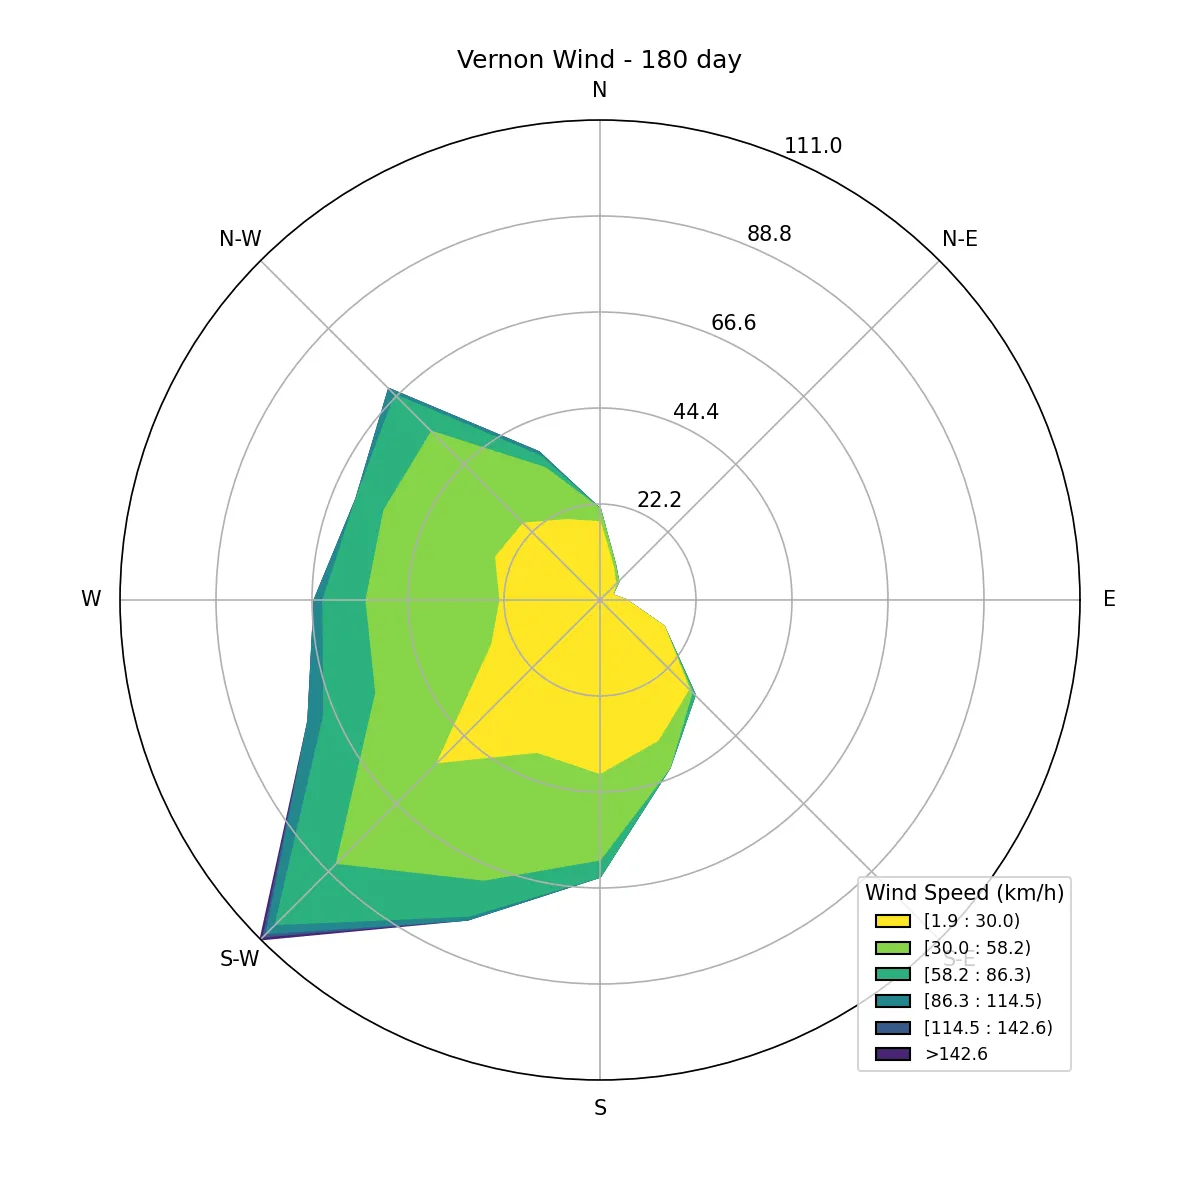 Vernon Wind - 180 day
N
111.0
88.8
N-W
N-E
66.6
44.4
22.2
W
E
Wind Speed (km/h)
[1.9 : 30.0)
[30.0 : 58.2)
S-W
S-E
[58.2 : 86.3)
[86.3 : 114.5)
[114.5 : 142.6)
>142.6
S